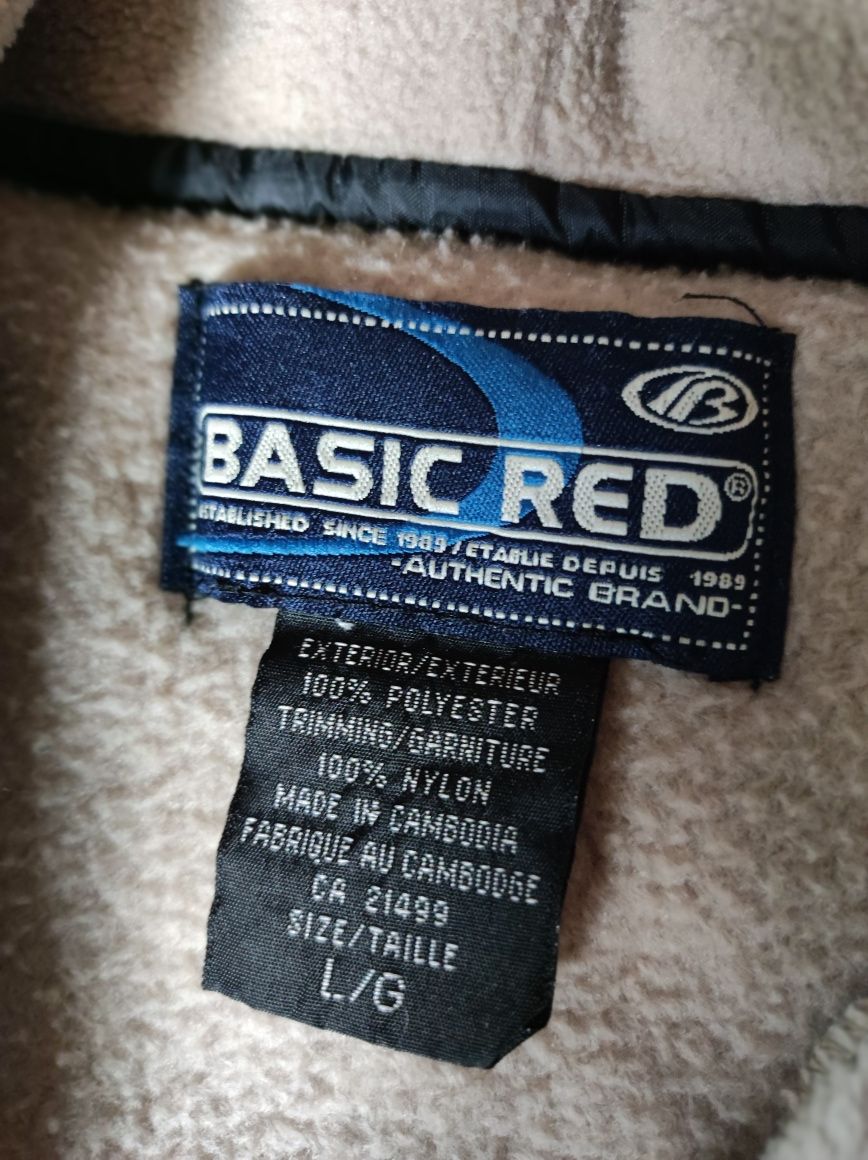 B
BASIC RED®
ESTABLISHED SINCE 1989 / ETABLIE DEPUIS 1989
-AUTHENTIC BRAND-
EXTERIOR/EXTERIEUR
100% POLYESTER
TRIMMING/GARNITURE
100% NYLON
MADE IN CAMBODIA
FABRIQUE AU CAMBODGE
CA 21499
SIZE/TAILLE
L/G